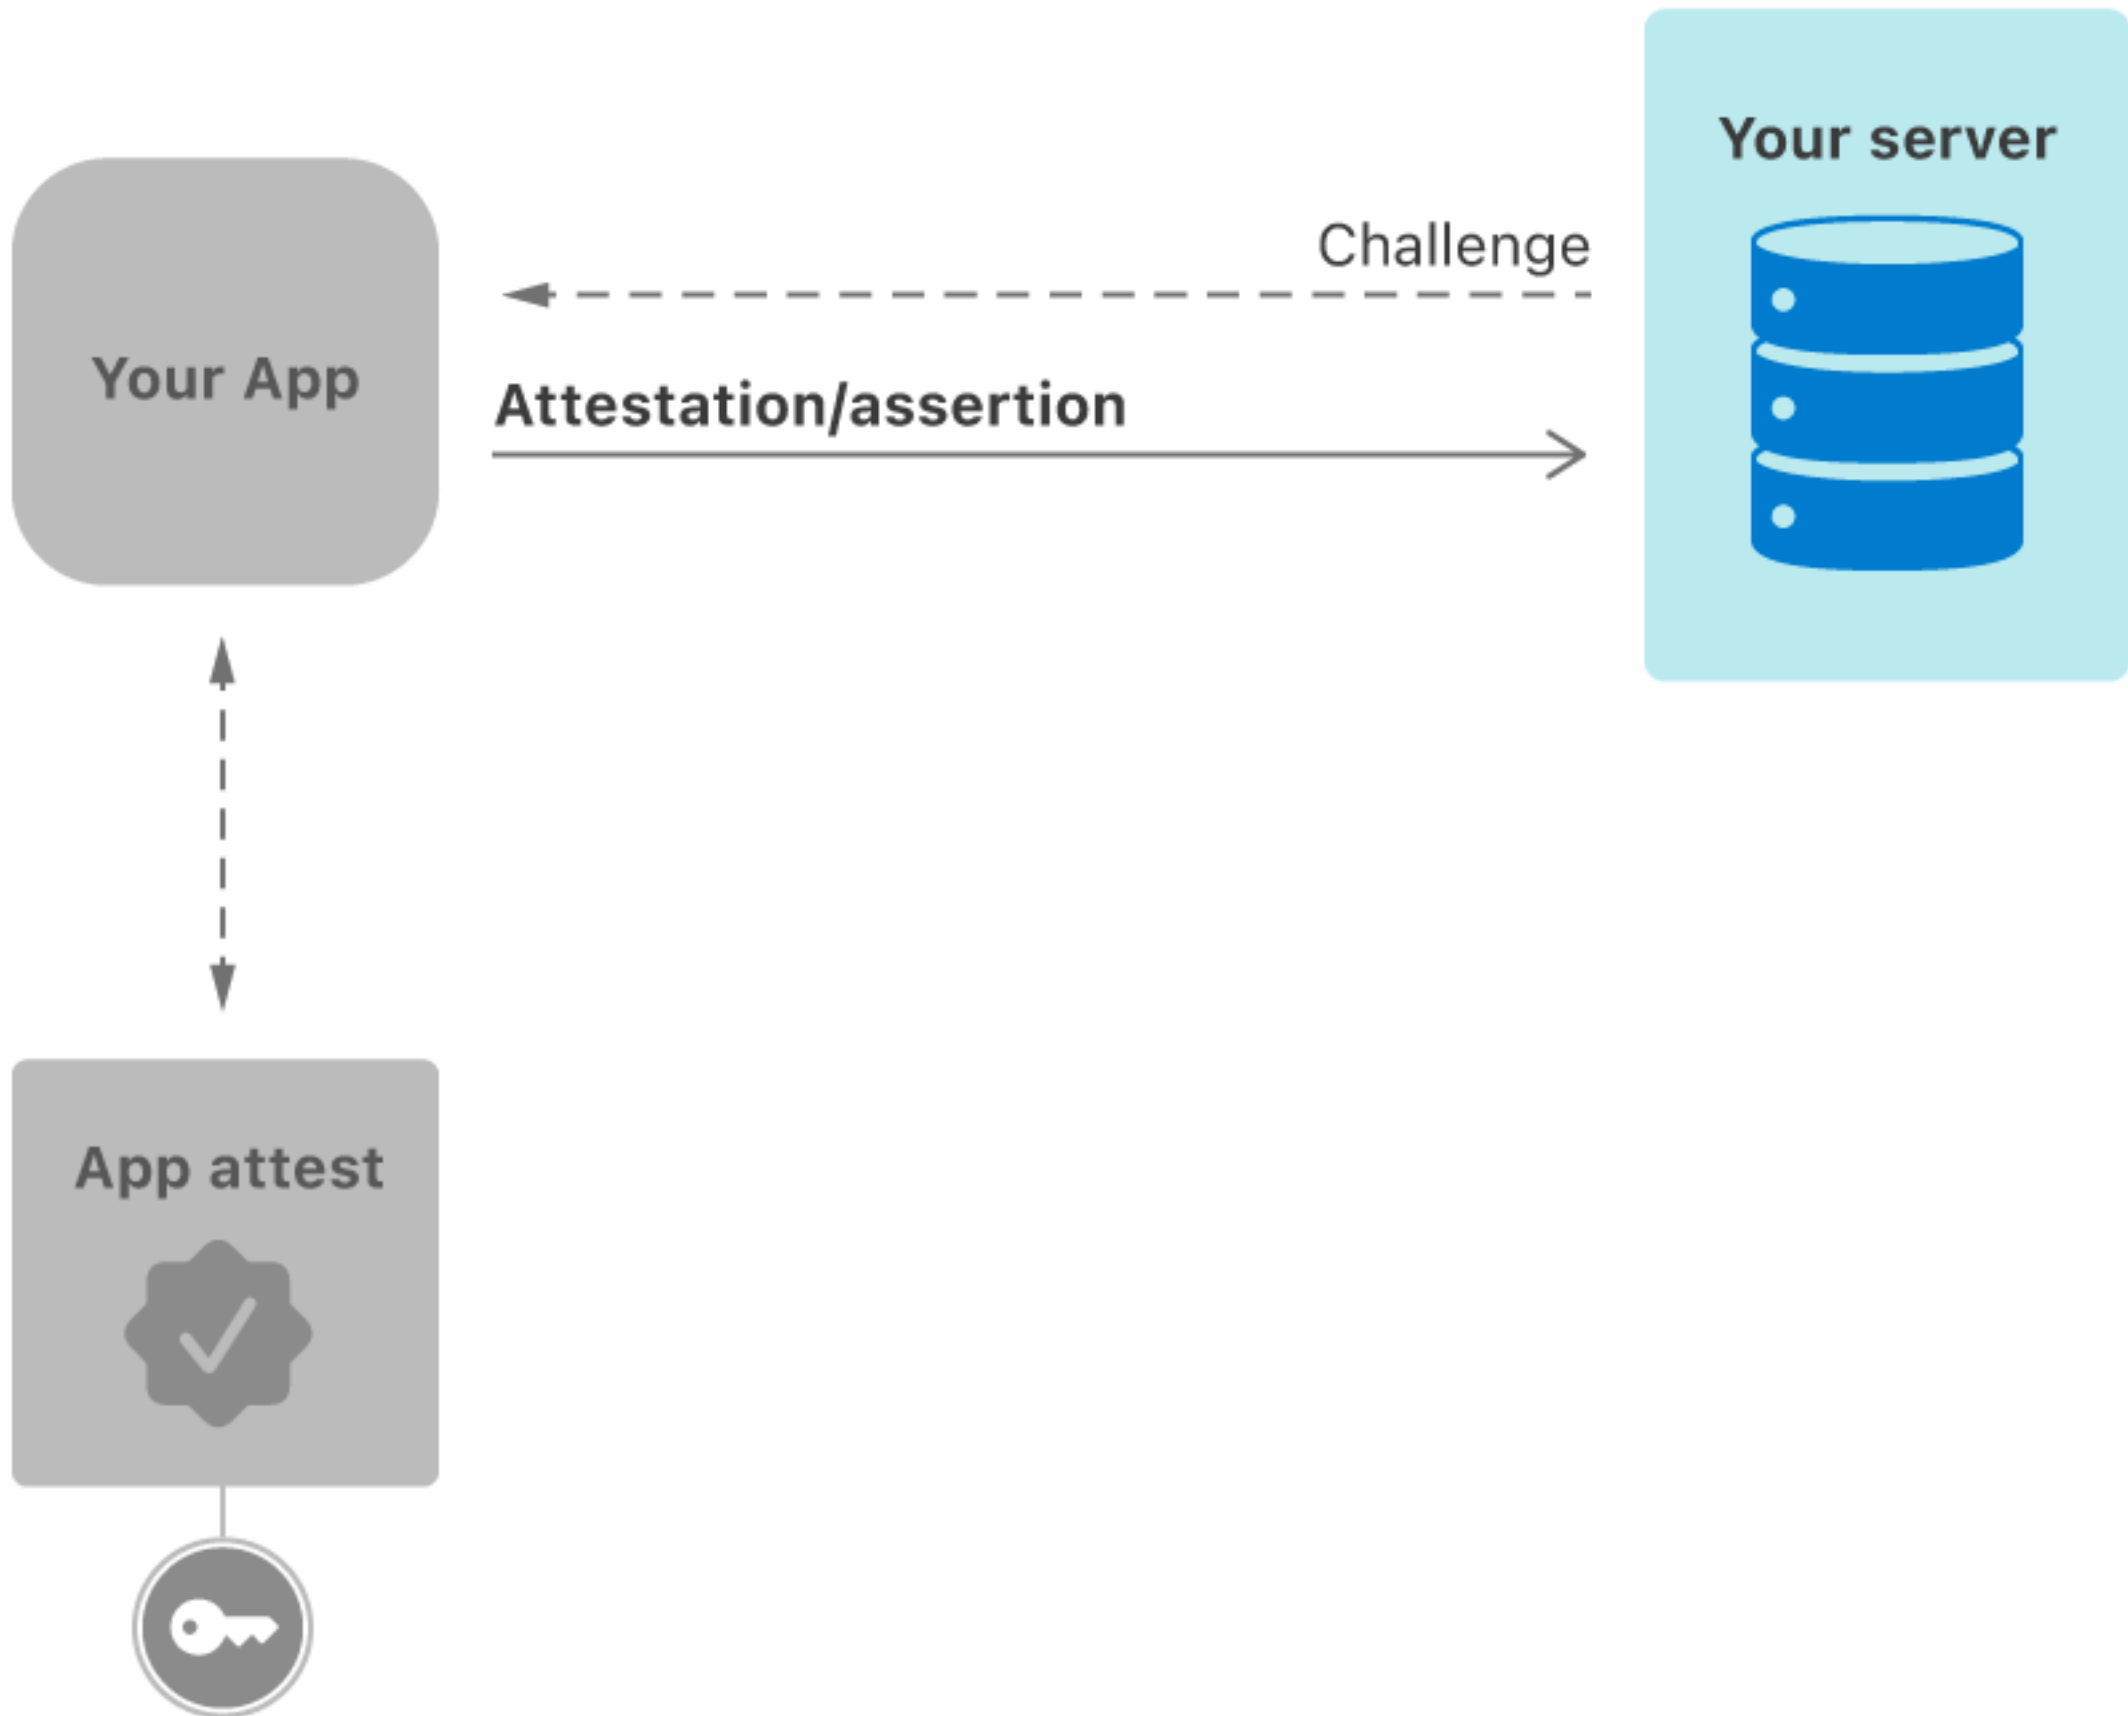 Your server
Challenge
Your App
Attestation/assertion
App attest